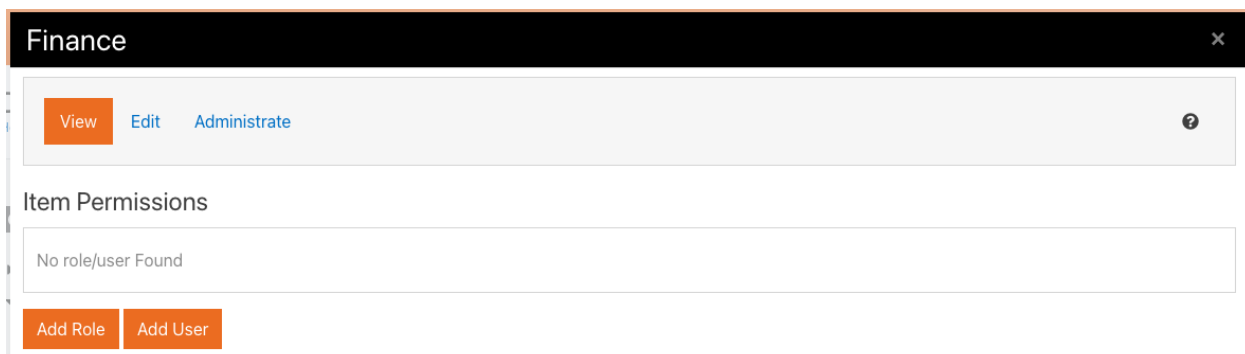 Finance ×
View Edit Administrate ?
Item Permissions
No role/user Found
Add Role Add User